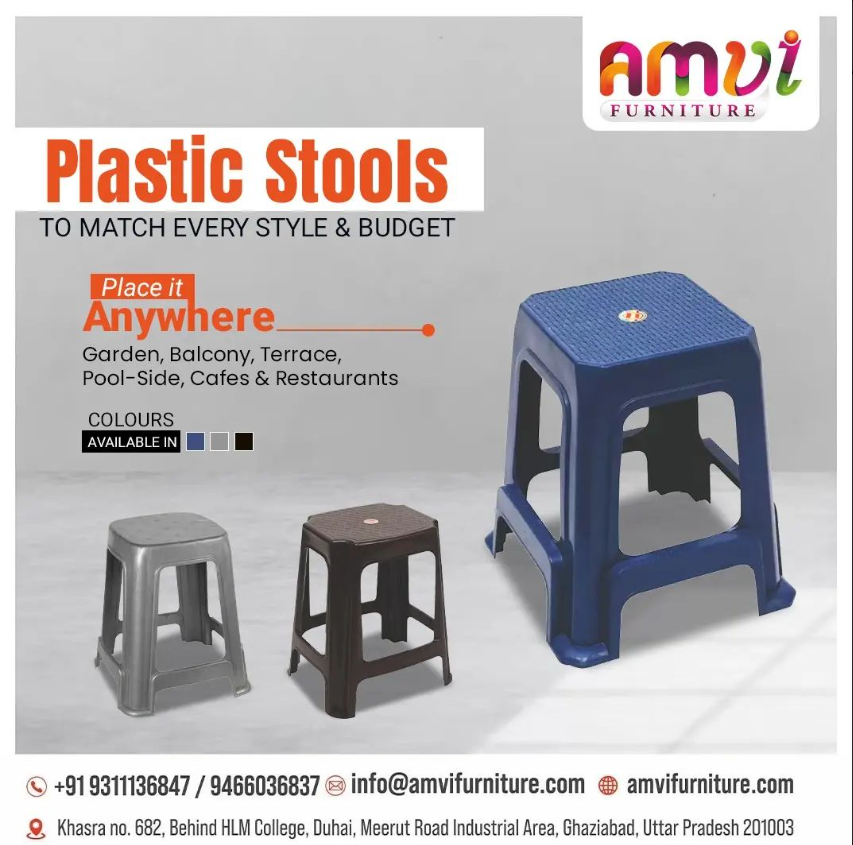 amvi
FURNITURE
Plastic Stools
TO MATCH EVERY STYLE & BUDGET
Place it
Anywhere
Garden, Balcony, Terrace,
Pool-Side, Cafes & Restaurants
COLOURS
AVAILABLE IN
+91 9311136847 / 9466036837 info@amvifurniture.com amvifurniture.com
Khasra no. 682, Behind HLM College, Duhai, Meerut Road Industrial Area, Ghaziabad, Uttar Pradesh 201003